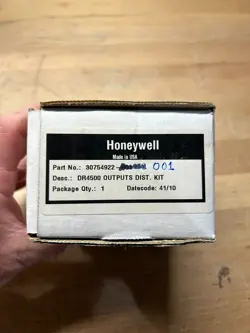 Honeywell
Made in USA
Part No.: 30754922- 001
Desc.: DR4500 OUTPUTS DIST. KIT
Package Qty.: 1 Datecode: 41/10